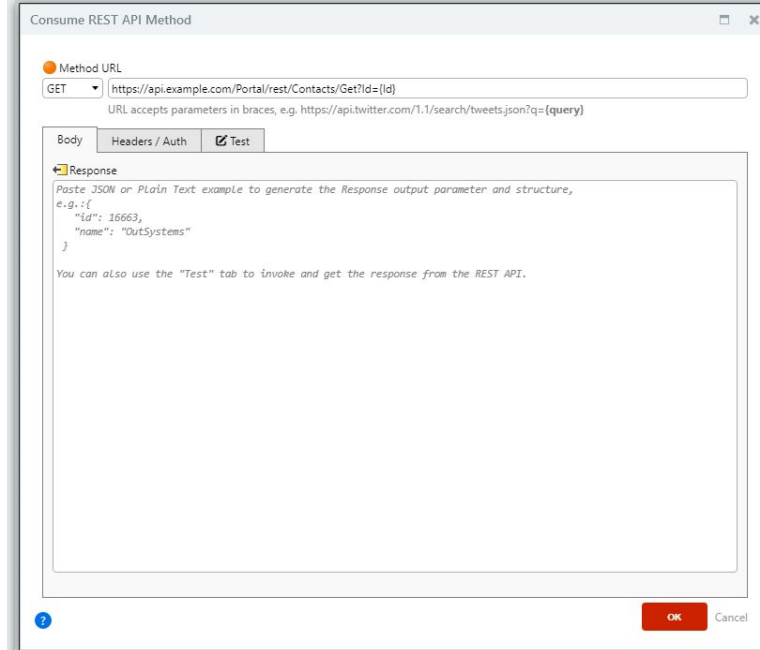 Consume REST API Method
Method URL
GET https://api.example.com/Portal/rest/Contacts/Get?Id={Id}
URL accepts parameters in braces, e.g. https://api.twitter.com/1.1/search/tweets.json?q={query}
Body Headers / Auth Test
Response
Paste JSON or Plain Text example to generate the Response output parameter and structure,
e.g.:{
"id": 16663,
"name": "OutSystems"
}
You can also use the "Test" tab to invoke and get the response from the REST API.
? OK Cancel